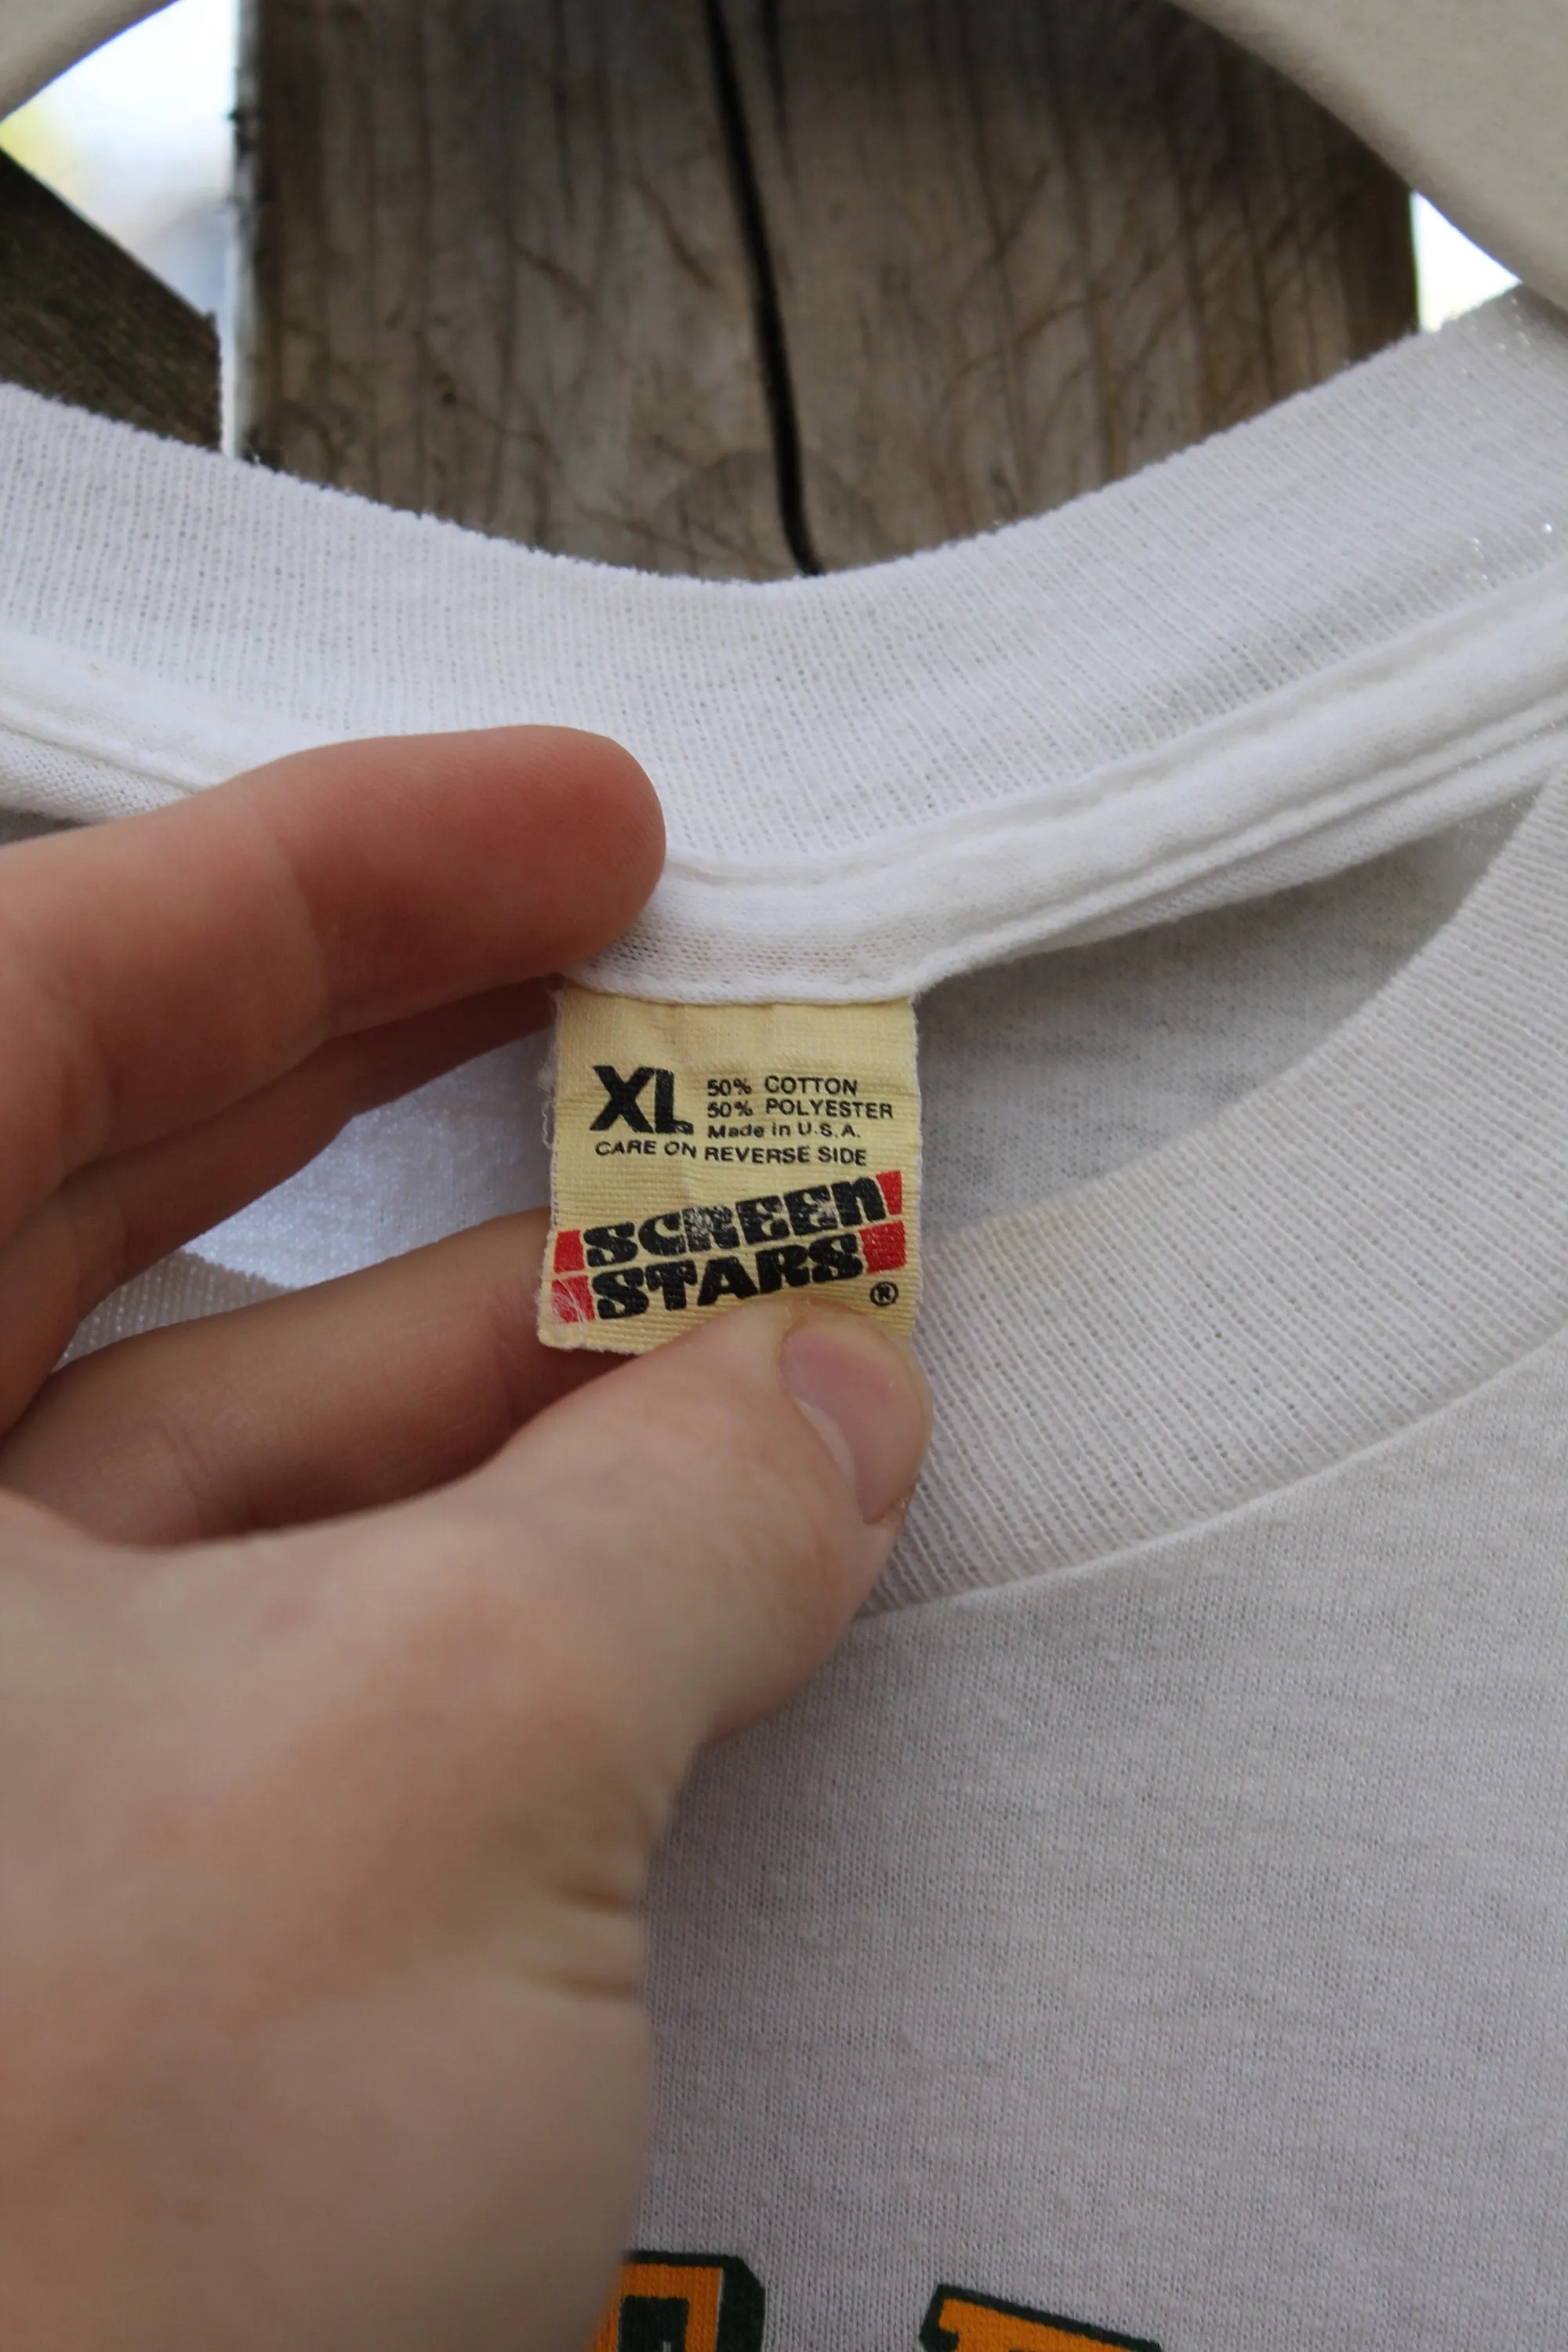 XL 50% COTTON
50% POLYESTER
Made in U.S.A.
CARE ON REVERSE SIDE
SCREEN
STARS ®